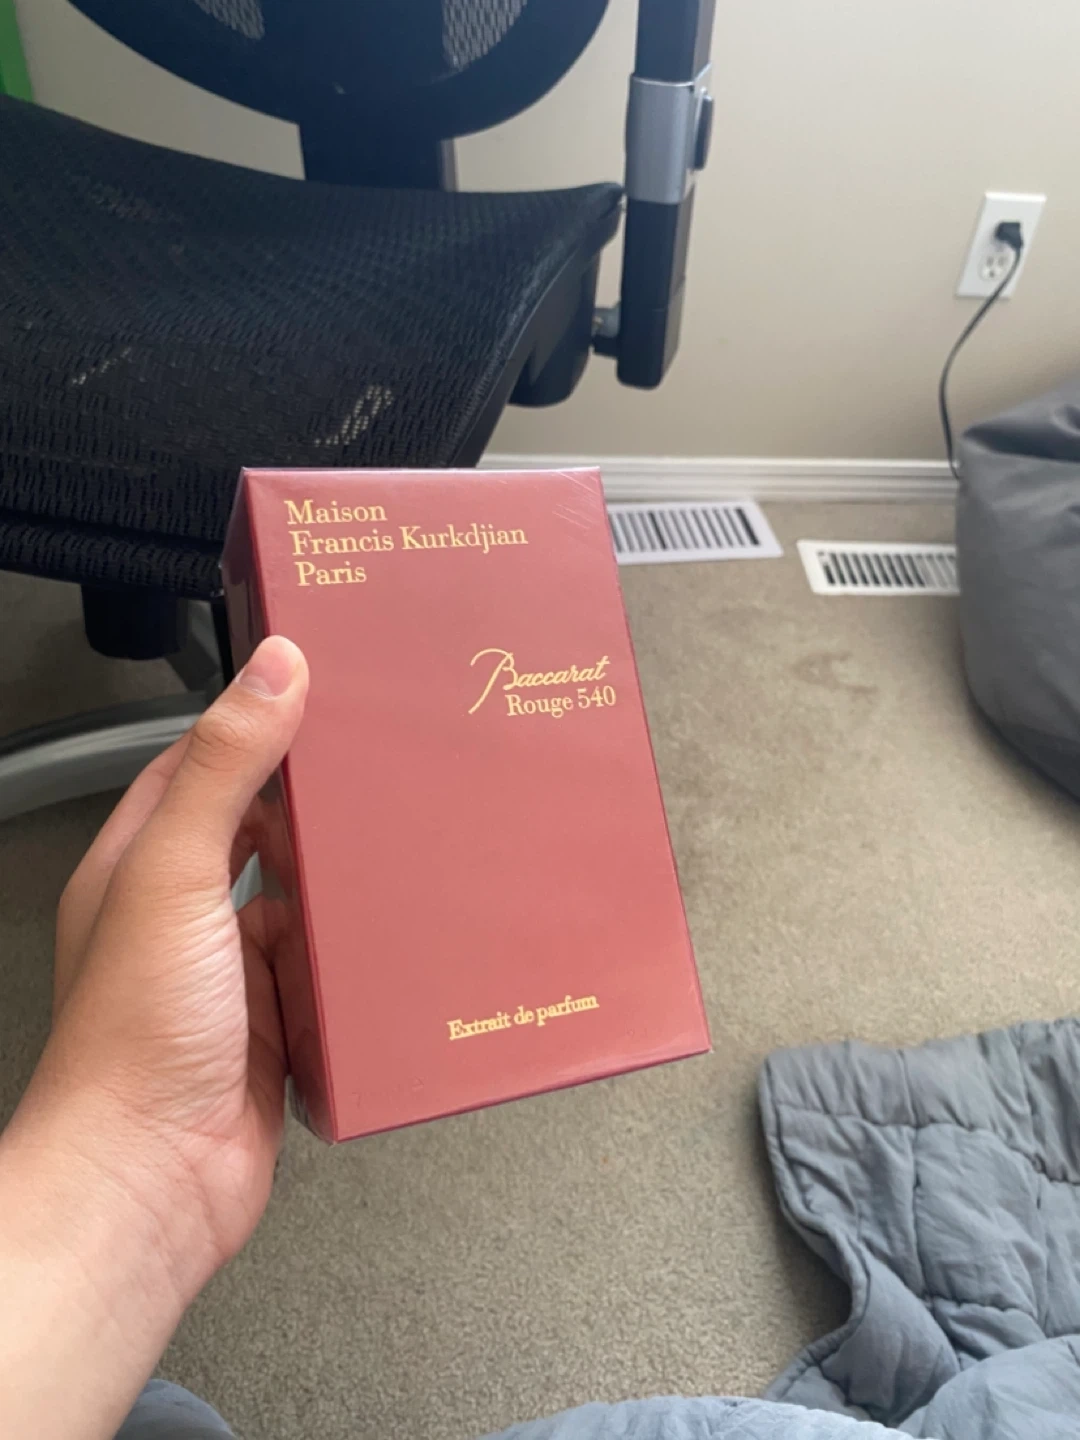 Maison
Francis Kurkdjian
Paris
Baccarat
Rouge 540
Extrait de parfum